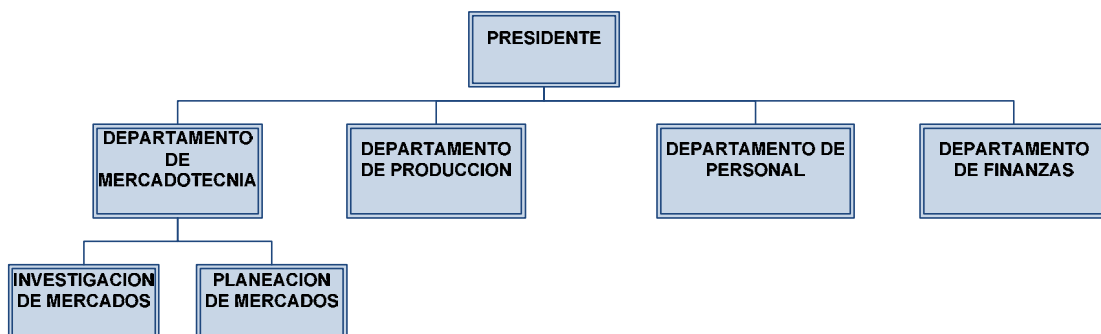 PRESIDENTE
DEPARTAMENTO
DE
MERCADOTECNIA
DEPARTAMENTO
DE PRODUCCION
DEPARTAMENTO DE
PERSONAL
DEPARTAMENTO
DE FINANZAS
INVESTIGACION
DE MERCADOS
PLANEACION
DE MERCADOS